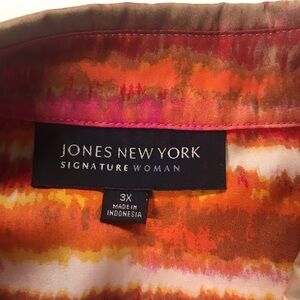 JONES NEW YORK
SIGNATURE WOMAN
3X
MADE IN
INDONESIA